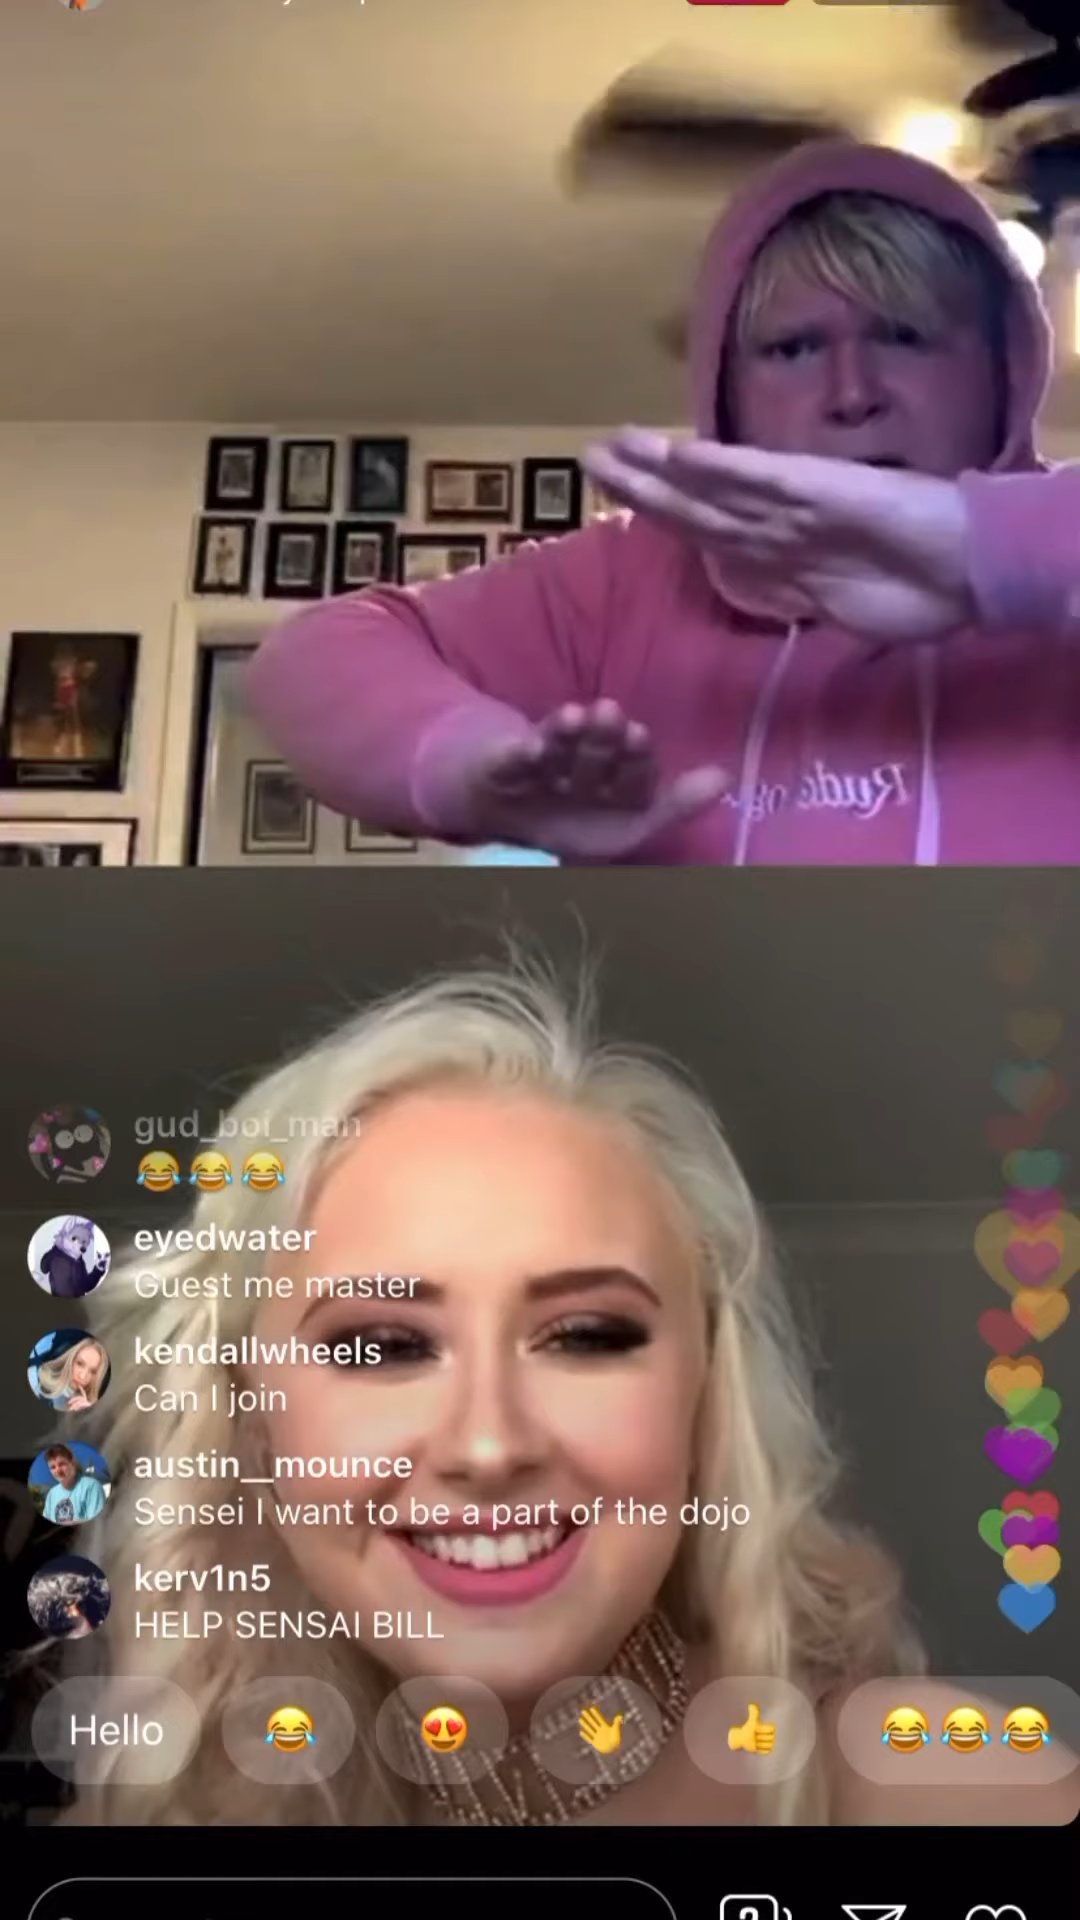 gud_boi_man
😂😂😂
eyedwater
Guest me master
kendallwheels
Can I join
austin__mounce
Sensei I want to be a part of the dojo
kerv1n5
HELP SENSAI BILL
Hello 😂 😍 👋 👍 😂😂😂